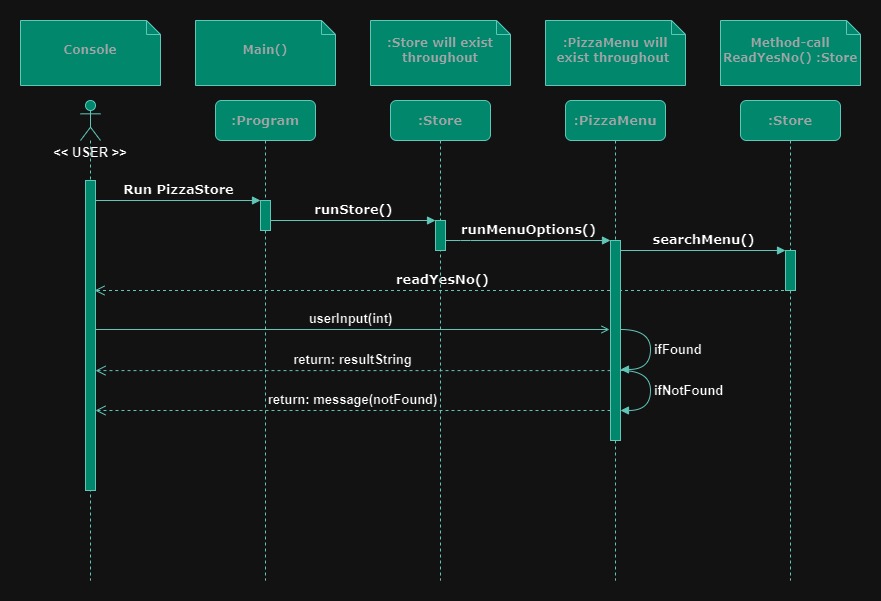 Console
Main()
:Store will exist
throughout
:PizzaMenu will
exist throughout
Method-call
ReadYesNo() :Store
:Program
:Store
:PizzaMenu
:Store
<< USER >>
Run PizzaStore
runStore()
runMenuOptions()
searchMenu()
readYesNo()
userInput(int)
ifFound
return: resultString
ifNotFound
return: message(notFound)